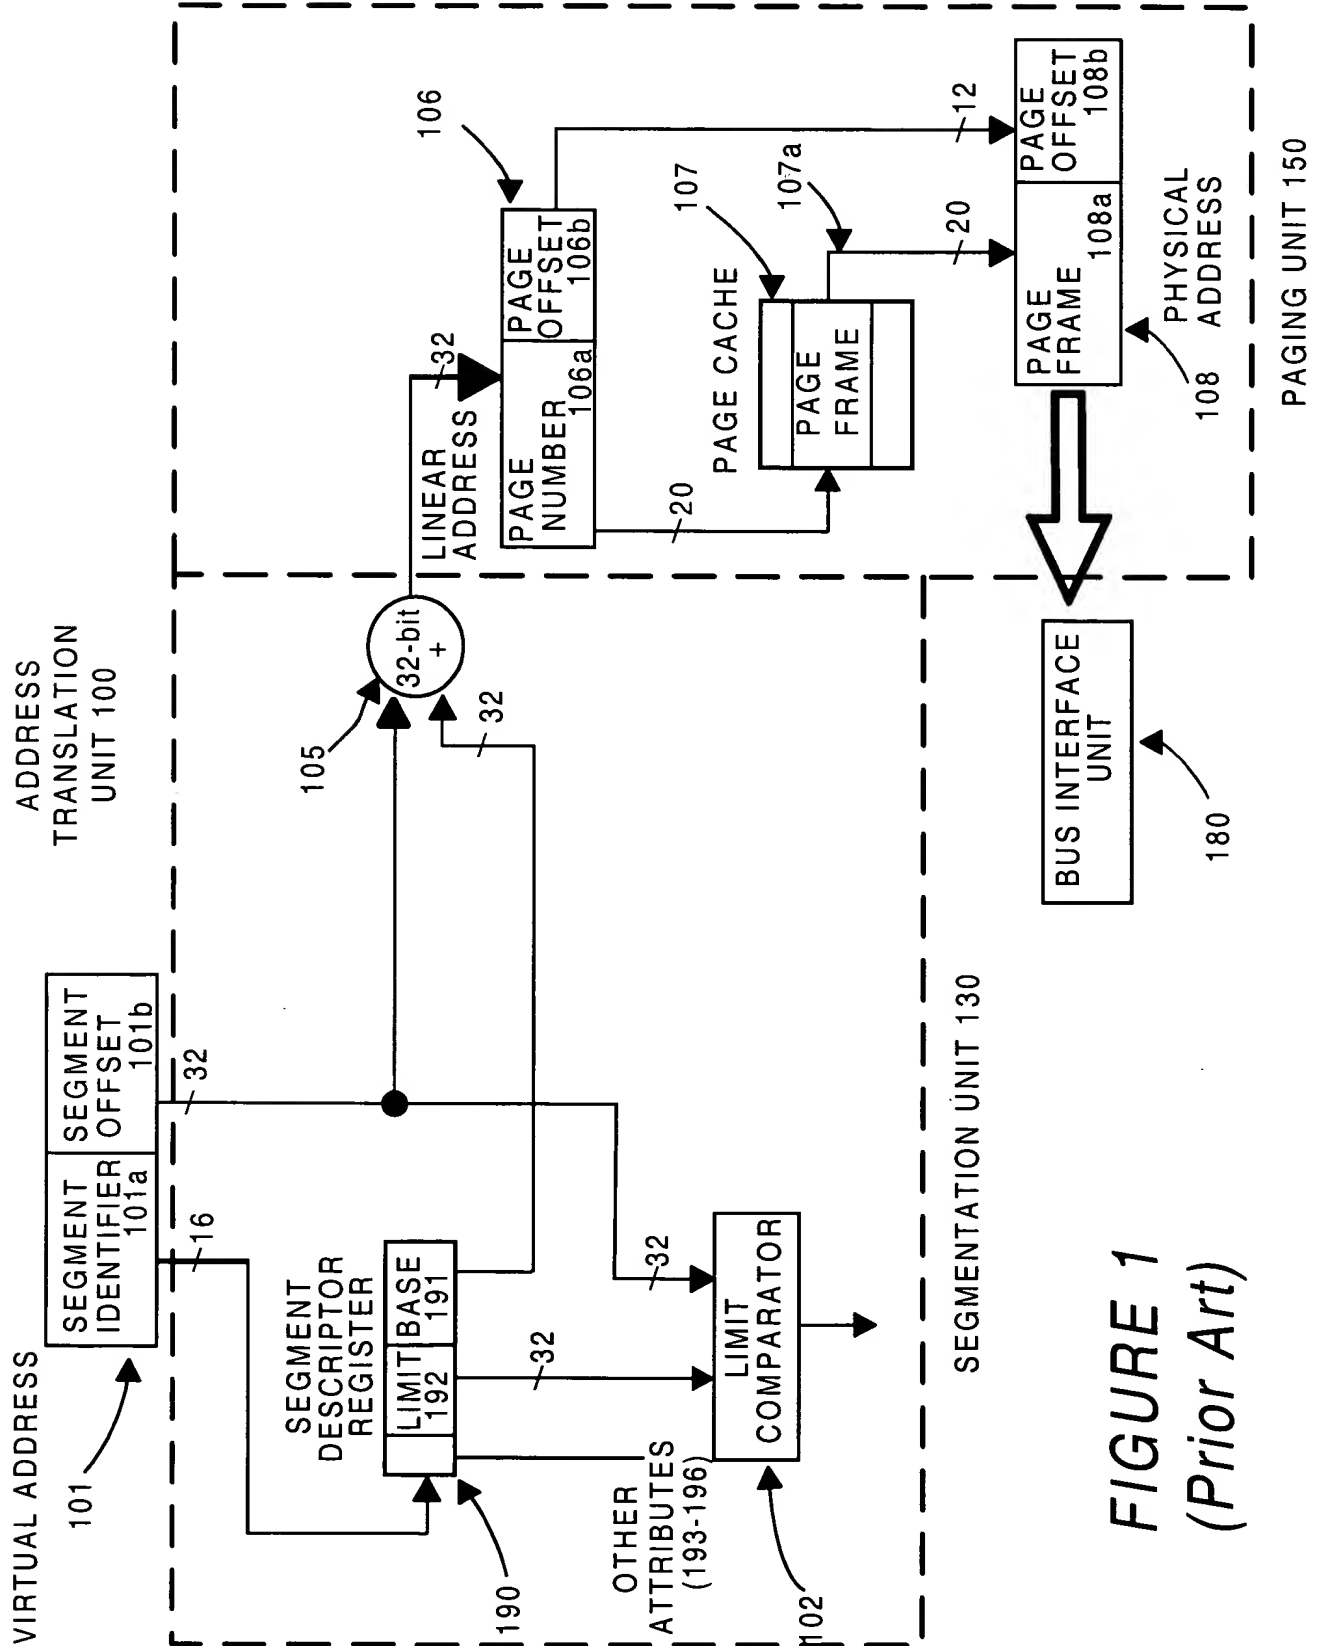 VIRTUAL ADDRESS
101
SEGMENT
IDENTIFIER
101a
SEGMENT
OFFSET
101b
ADDRESS
TRANSLATION
UNIT 100
16
32
SEGMENT
DESCRIPTOR
REGISTER
LIMIT
192
BASE
191
190
32
32
OTHER
ATTRIBUTES
(193-196)
LIMIT
COMPARATOR
102
105
32-bit
+
32
SEGMENTATION UNIT 130
LINEAR
ADDRESS
32
106
PAGE
NUMBER
106a
PAGE
OFFSET
106b
20
PAGE CACHE
107
PAGE
FRAME
107a
20
12
PAGE
FRAME
108a
PAGE
OFFSET
108b
108
PHYSICAL
ADDRESS
PAGING UNIT 150
BUS INTERFACE
UNIT
180
FIGURE 1
(Prior Art)